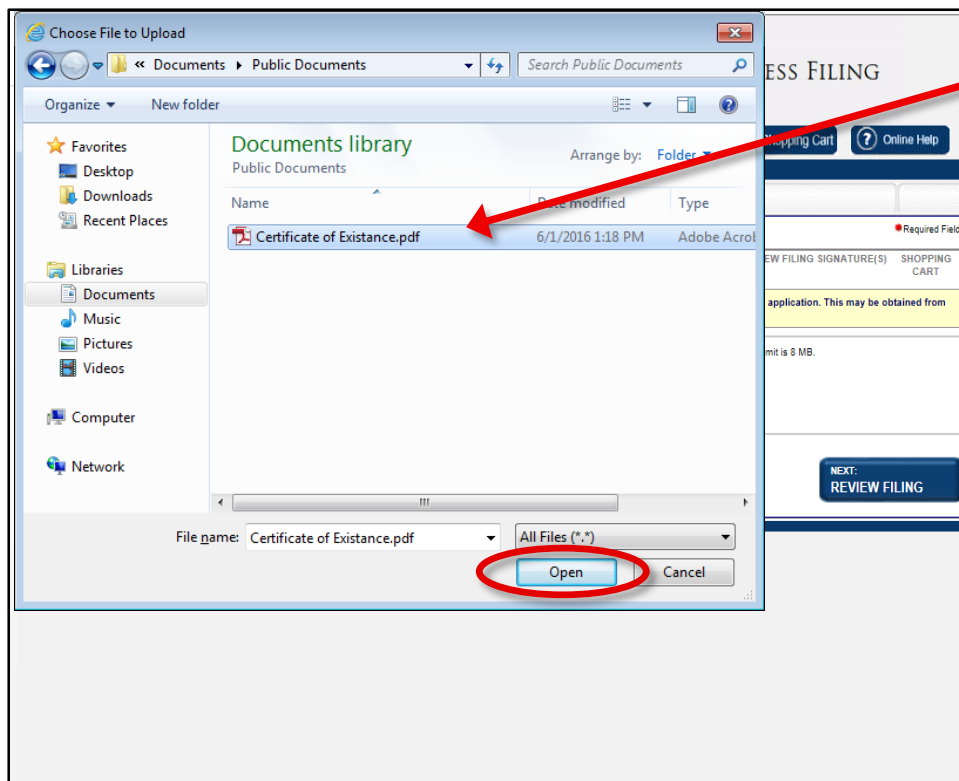 Choose File to Upload
« Documents ▸ Public Documents
Search Public Documents
Organize
New folder
Favorites
Desktop
Downloads
Recent Places
Libraries
Documents
Music
Pictures
Videos
Computer
Network
Documents library
Public Documents
Arrange by: Folder
Name
Date modified
Type
Certificate of Existance.pdf
6/1/2016 1:18 PM
Adobe Acrob
File name: Certificate of Existance.pdf
All Files (*.*)
Open
Cancel
ESS FILING
Shopping Cart
? Online Help
Required Field
EW FILING SIGNATURE(S)
SHOPPING
CART
application. This may be obtained from
mit is 8 MB.
NEXT:
REVIEW FILING